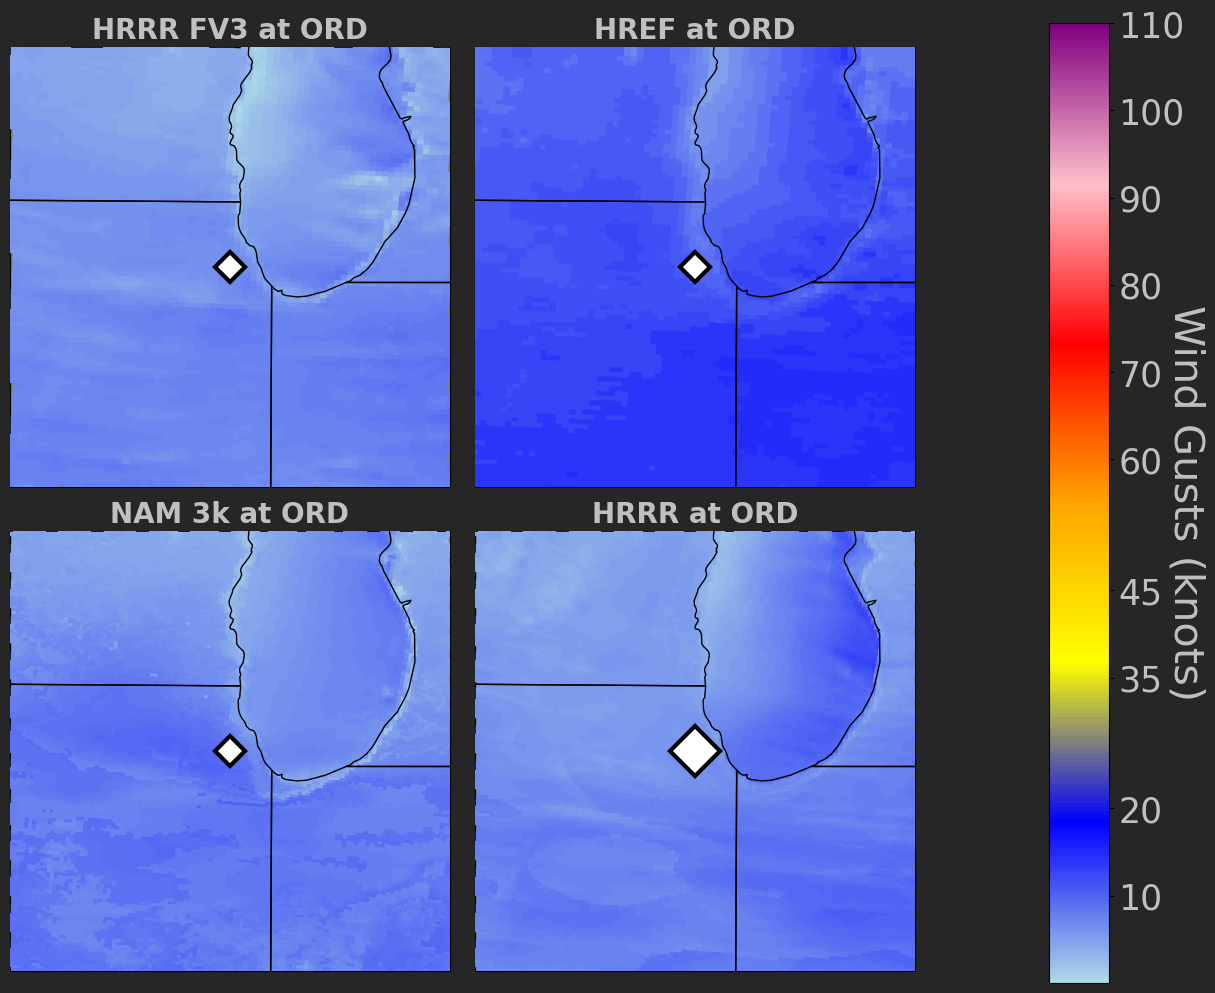 HRRR FV3 at ORD
HREF at ORD
NAM 3k at ORD
HRRR at ORD
110
100
90
80
70
60
45
35
20
10
Wind Gusts (knots)